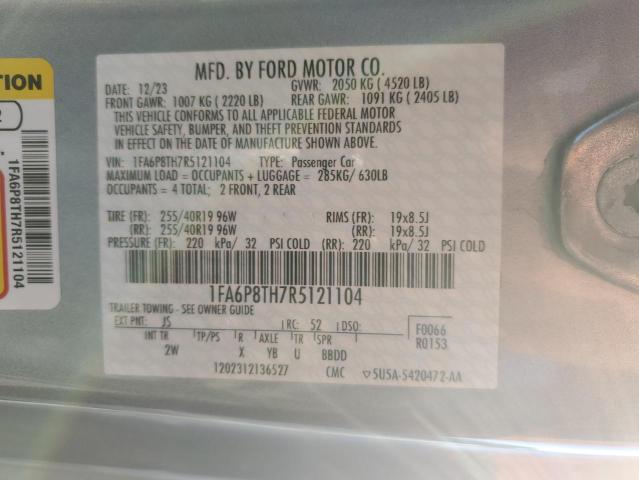 TION
2
1FA6P8TH7R5121104
MFD. BY FORD MOTOR CO.
DATE: 12/23 GVWR: 2050 KG ( 4520 LB)
FRONT GAWR: 1007 KG ( 2220 LB) REAR GAWR: 1091 KG ( 2405 LB)
THIS VEHICLE CONFORMS TO ALL APPLICABLE FEDERAL MOTOR
VEHICLE SAFETY, BUMPER, AND THEFT PREVENTION STANDARDS
IN EFFECT ON THE DATE OF MANUFACTURE SHOWN ABOVE.
VIN: 1FA6P8TH7R5121104 TYPE: Passenger Car
MAXIMUM LOAD = OCCUPANTS + LUGGAGE = 285KG/ 630LB
OCCUPANTS = 4 TOTAL; 2 FRONT, 2 REAR
TIRE (FR): 255/40R19 96W RIMS (FR): 19x8.5J
(RR): 255/40R19 96W (RR): 19x8.5J
PRESSURE (FR): 220 kPa/ 32 PSI COLD (RR): 220 kPa/ 32 PSI COLD
1FA6P8TH7R5121104
TRAILER TOWING - SEE OWNER GUIDE
EXT PNT: JS RC: 52 DSO: F0066
INT TR TP/PS R AXLE TR SPR R0153
2W X YB U BBDD
1202312136527 CMC ▽5U5A-5420472-AA